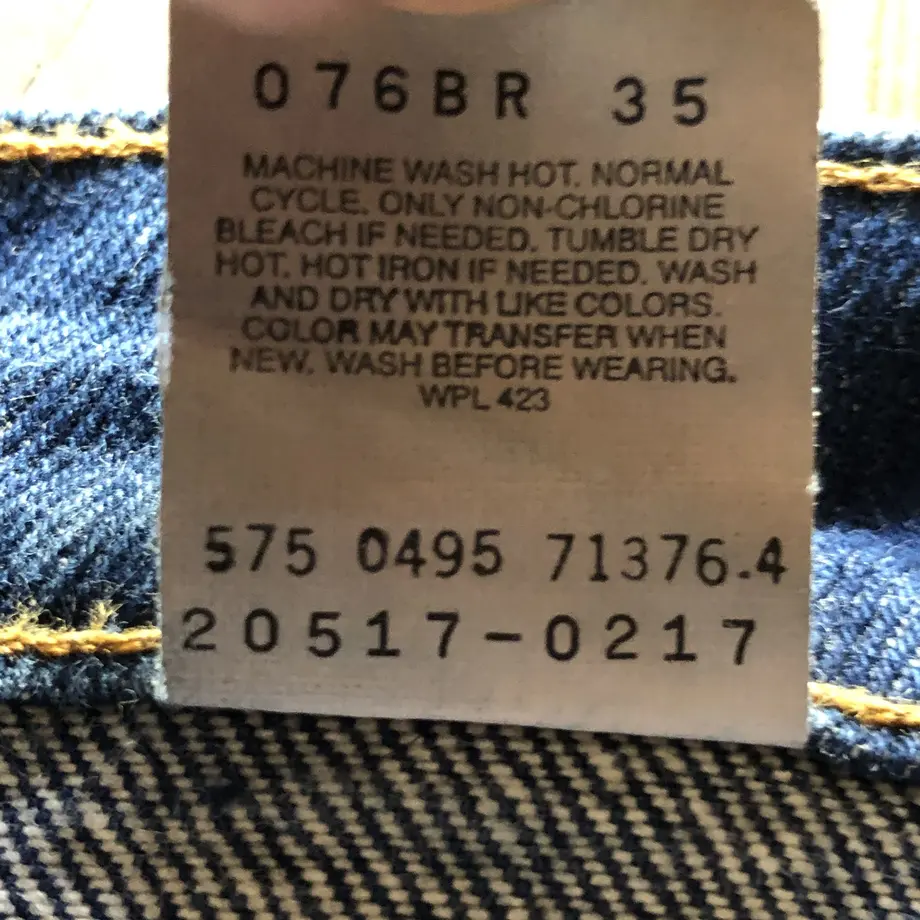 076BR 35
MACHINE WASH HOT. NORMAL
CYCLE. ONLY NON-CHLORINE
BLEACH IF NEEDED. TUMBLE DRY
HOT. HOT IRON IF NEEDED. WASH
AND DRY WITH LIKE COLORS.
COLOR MAY TRANSFER WHEN
NEW. WASH BEFORE WEARING.
WPL 423
575 0495 71376.4
20517-0217